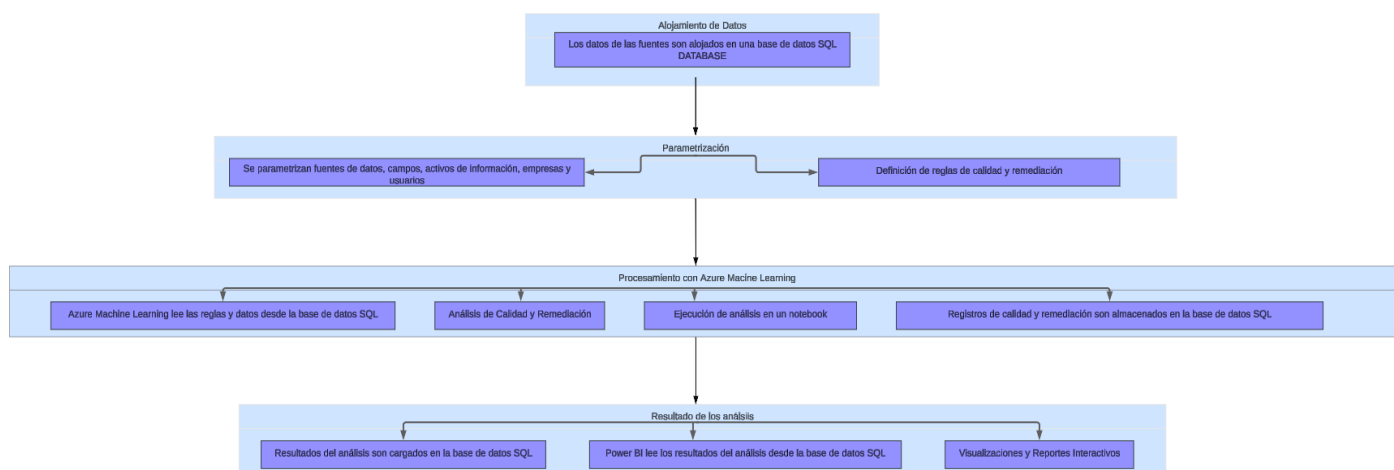 Alojamiento de Datos
Los datos de las fuentes son alojados en una base de datos SQL
DATABASE
Parametrización
Se parametrizan fuentes de datos, campos, activos de información, empresas y
usuarios
Definición de reglas de calidad y remediación
Procesamiento con Azure Macíne Learning
Azure Machine Learning lee las reglas y datos desde la base de datos SQL
Análisis de Calidad y Remediación
Ejecución de análisis en un notebook
Registros de calidad y remediación son almacenados en la base de datos SQL
Resultado de los análsiis
Resultados del análisis son cargados en la base de datos SQL
Power BI lee los resultados del análisis desde la base de datos SQL
Visualizaciones y Reportes Interactivos